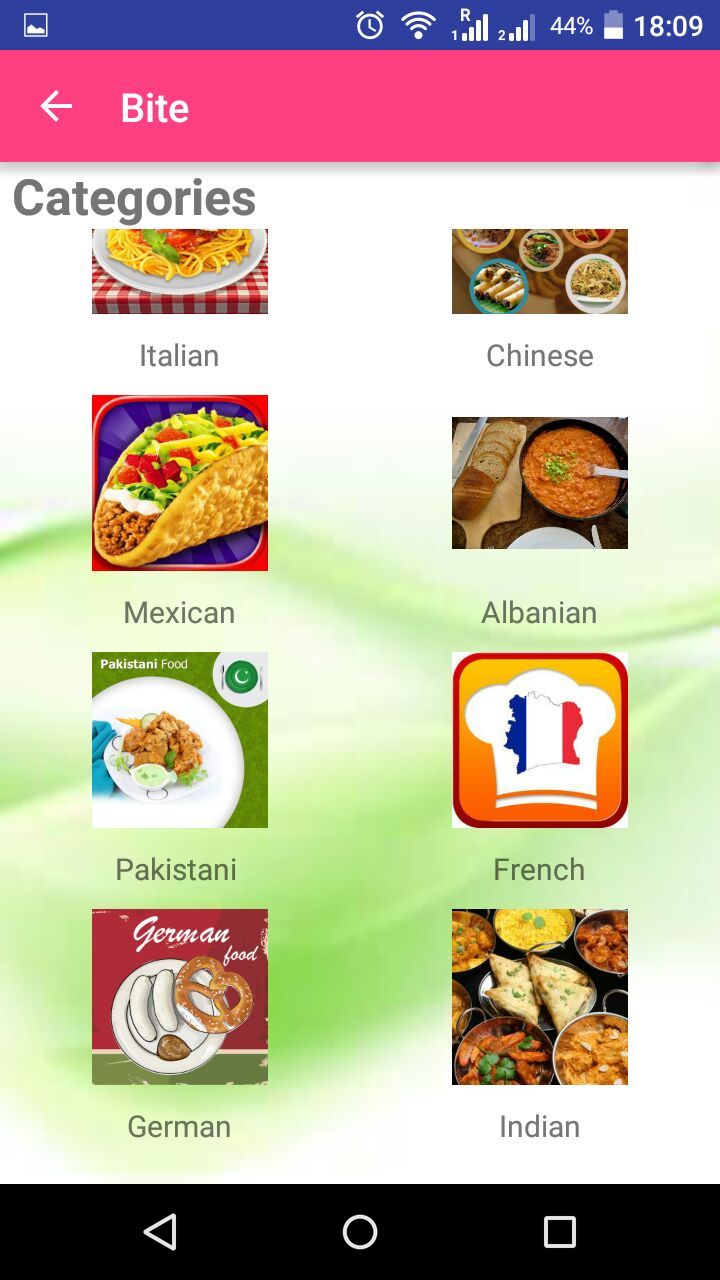 R
1 2 44% 18:09
Bite
Categories
Italian Chinese
Mexican Albanian
Pakistani Food
Pakistani French
German
food
German Indian